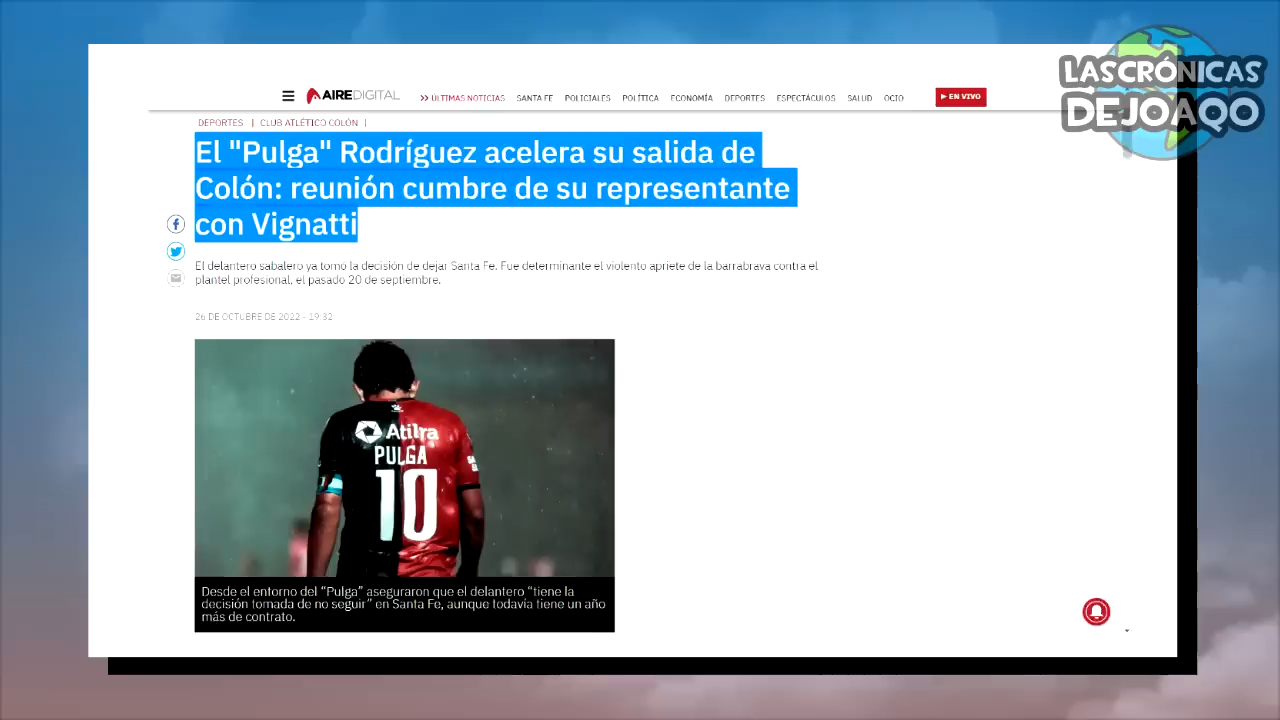 LAS CRÓNICAS
DE JOAQO
AIREDIGITAL
ÚLTIMAS NOTICIAS SANTA FE POLICIALES POLÍTICA ECONOMÍA DEPORTES ESPECTÁCULOS SALUD OCIO EN VIVO
DEPORTES | CLUB ATLÉTICO COLÓN |
El "Pulga" Rodríguez acelera su salida de
Colón: reunión cumbre de su representante
con Vignatti
El delantero sabalero ya tomó la decisión de dejar Santa Fe. Fue determinante el violento apriete de la barrabrava contra el
plantel profesional, el pasado 20 de septiembre.
26 DE OCTUBRE DE 2022 - 19:32
Atilra
PULGA
10
Desde el entorno del "Pulga" aseguraron que el delantero "tiene la
decisión tomada de no seguir" en Santa Fe, aunque todavía tiene un año
más de contrato.